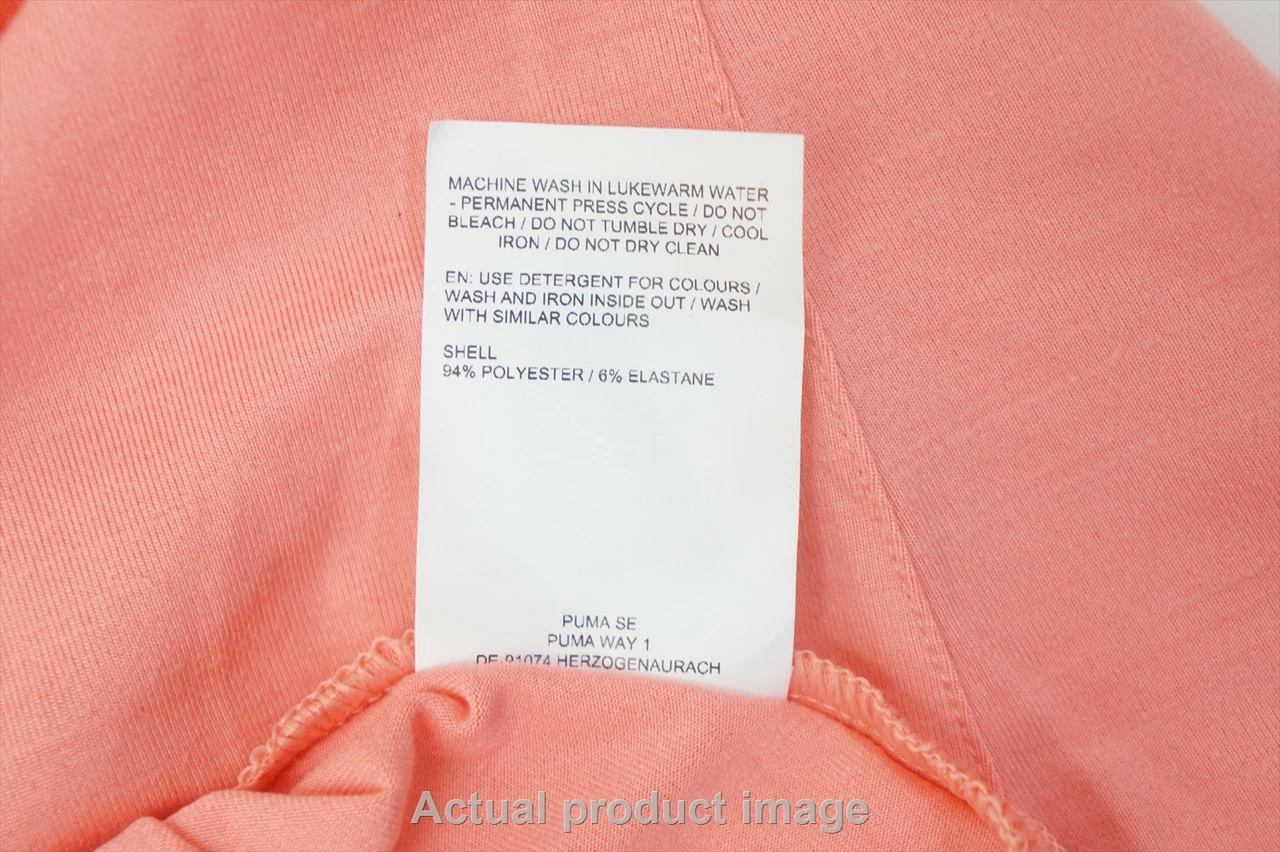 MACHINE WASH IN LUKEWARM WATER
- PERMANENT PRESS CYCLE / DO NOT
BLEACH / DO NOT TUMBLE DRY / COOL
IRON / DO NOT DRY CLEAN
EN: USE DETERGENT FOR COLOURS /
WASH AND IRON INSIDE OUT / WASH
WITH SIMILAR COLOURS
SHELL
94% POLYESTER / 6% ELASTANE
PUMA SE
PUMA WAY 1
DE-91074 HERZOGENAURACH
Actual product image